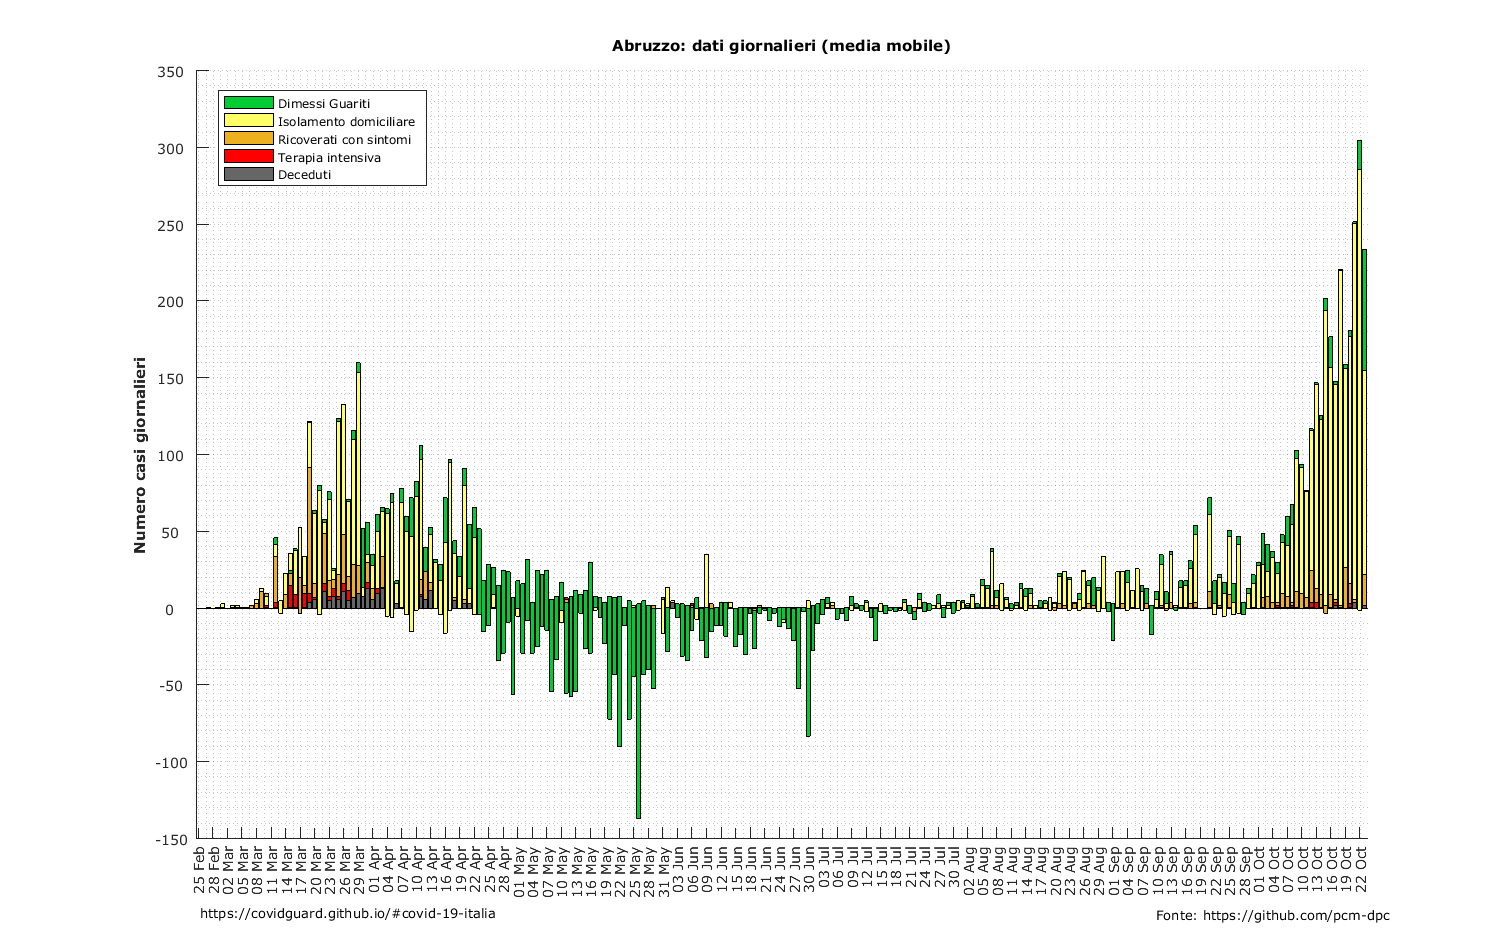 Abruzzo: dati giornalieri (media mobile)
350
300
250
200
150
100
50
0
-50
-100
-150
Numero casi giornalieri
Dimessi Guariti
Isolamento domiciliare
Ricoverati con sintomi
Terapia intensiva
Deceduti
25 Feb
28 Feb
02 Mar
05 Mar
08 Mar
11 Mar
14 Mar
17 Mar
20 Mar
23 Mar
26 Mar
29 Mar
01 Apr
04 Apr
07 Apr
10 Apr
13 Apr
16 Apr
19 Apr
22 Apr
25 Apr
28 Apr
01 May
04 May
07 May
10 May
13 May
16 May
19 May
22 May
25 May
28 May
31 May
03 Jun
06 Jun
09 Jun
12 Jun
15 Jun
18 Jun
21 Jun
24 Jun
27 Jun
30 Jun
03 Jul
06 Jul
09 Jul
12 Jul
15 Jul
18 Jul
21 Jul
24 Jul
27 Jul
30 Jul
02 Aug
05 Aug
08 Aug
11 Aug
14 Aug
17 Aug
20 Aug
23 Aug
26 Aug
29 Aug
01 Sep
04 Sep
07 Sep
10 Sep
13 Sep
16 Sep
19 Sep
22 Sep
25 Sep
28 Sep
01 Oct
04 Oct
07 Oct
10 Oct
13 Oct
16 Oct
19 Oct
22 Oct
https://covidguard.github.io/#covid-19-italia
Fonte: https://github.com/pcm-dpc